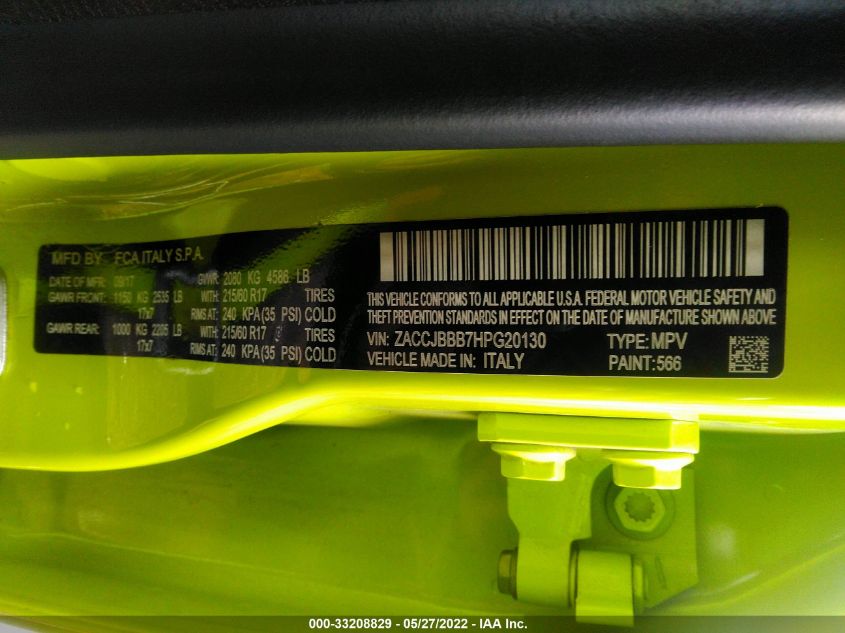 MFD BY FCA ITALY S.P.A.
DATE OF MFR: 09/17 GVWR: 2080 KG 4586 LB
GAWR FRONT: 1150 KG 2535 LB WITH: 215/60 R17 TIRES
17x7 RIMS AT: 240 KPA(35 PSI) COLD
GAWR REAR: 1000 KG 2205 LB WITH: 215/60 R17 TIRES
17x7 RIMS AT: 240 KPA(35 PSI) COLD
THIS VEHICLE CONFORMS TO ALL APPLICABLE U.S.A. FEDERAL MOTOR VEHICLE SAFETY AND
THEFT PREVENTION STANDARDS IN EFFECT ON THE DATE OF MANUFACTURE SHOWN ABOVE.
VIN: ZACCJBBB7HPG20130 TYPE: MPV
VEHICLE MADE IN: ITALY PAINT:566
000-33208829 - 05/27/2022 - IAA Inc.